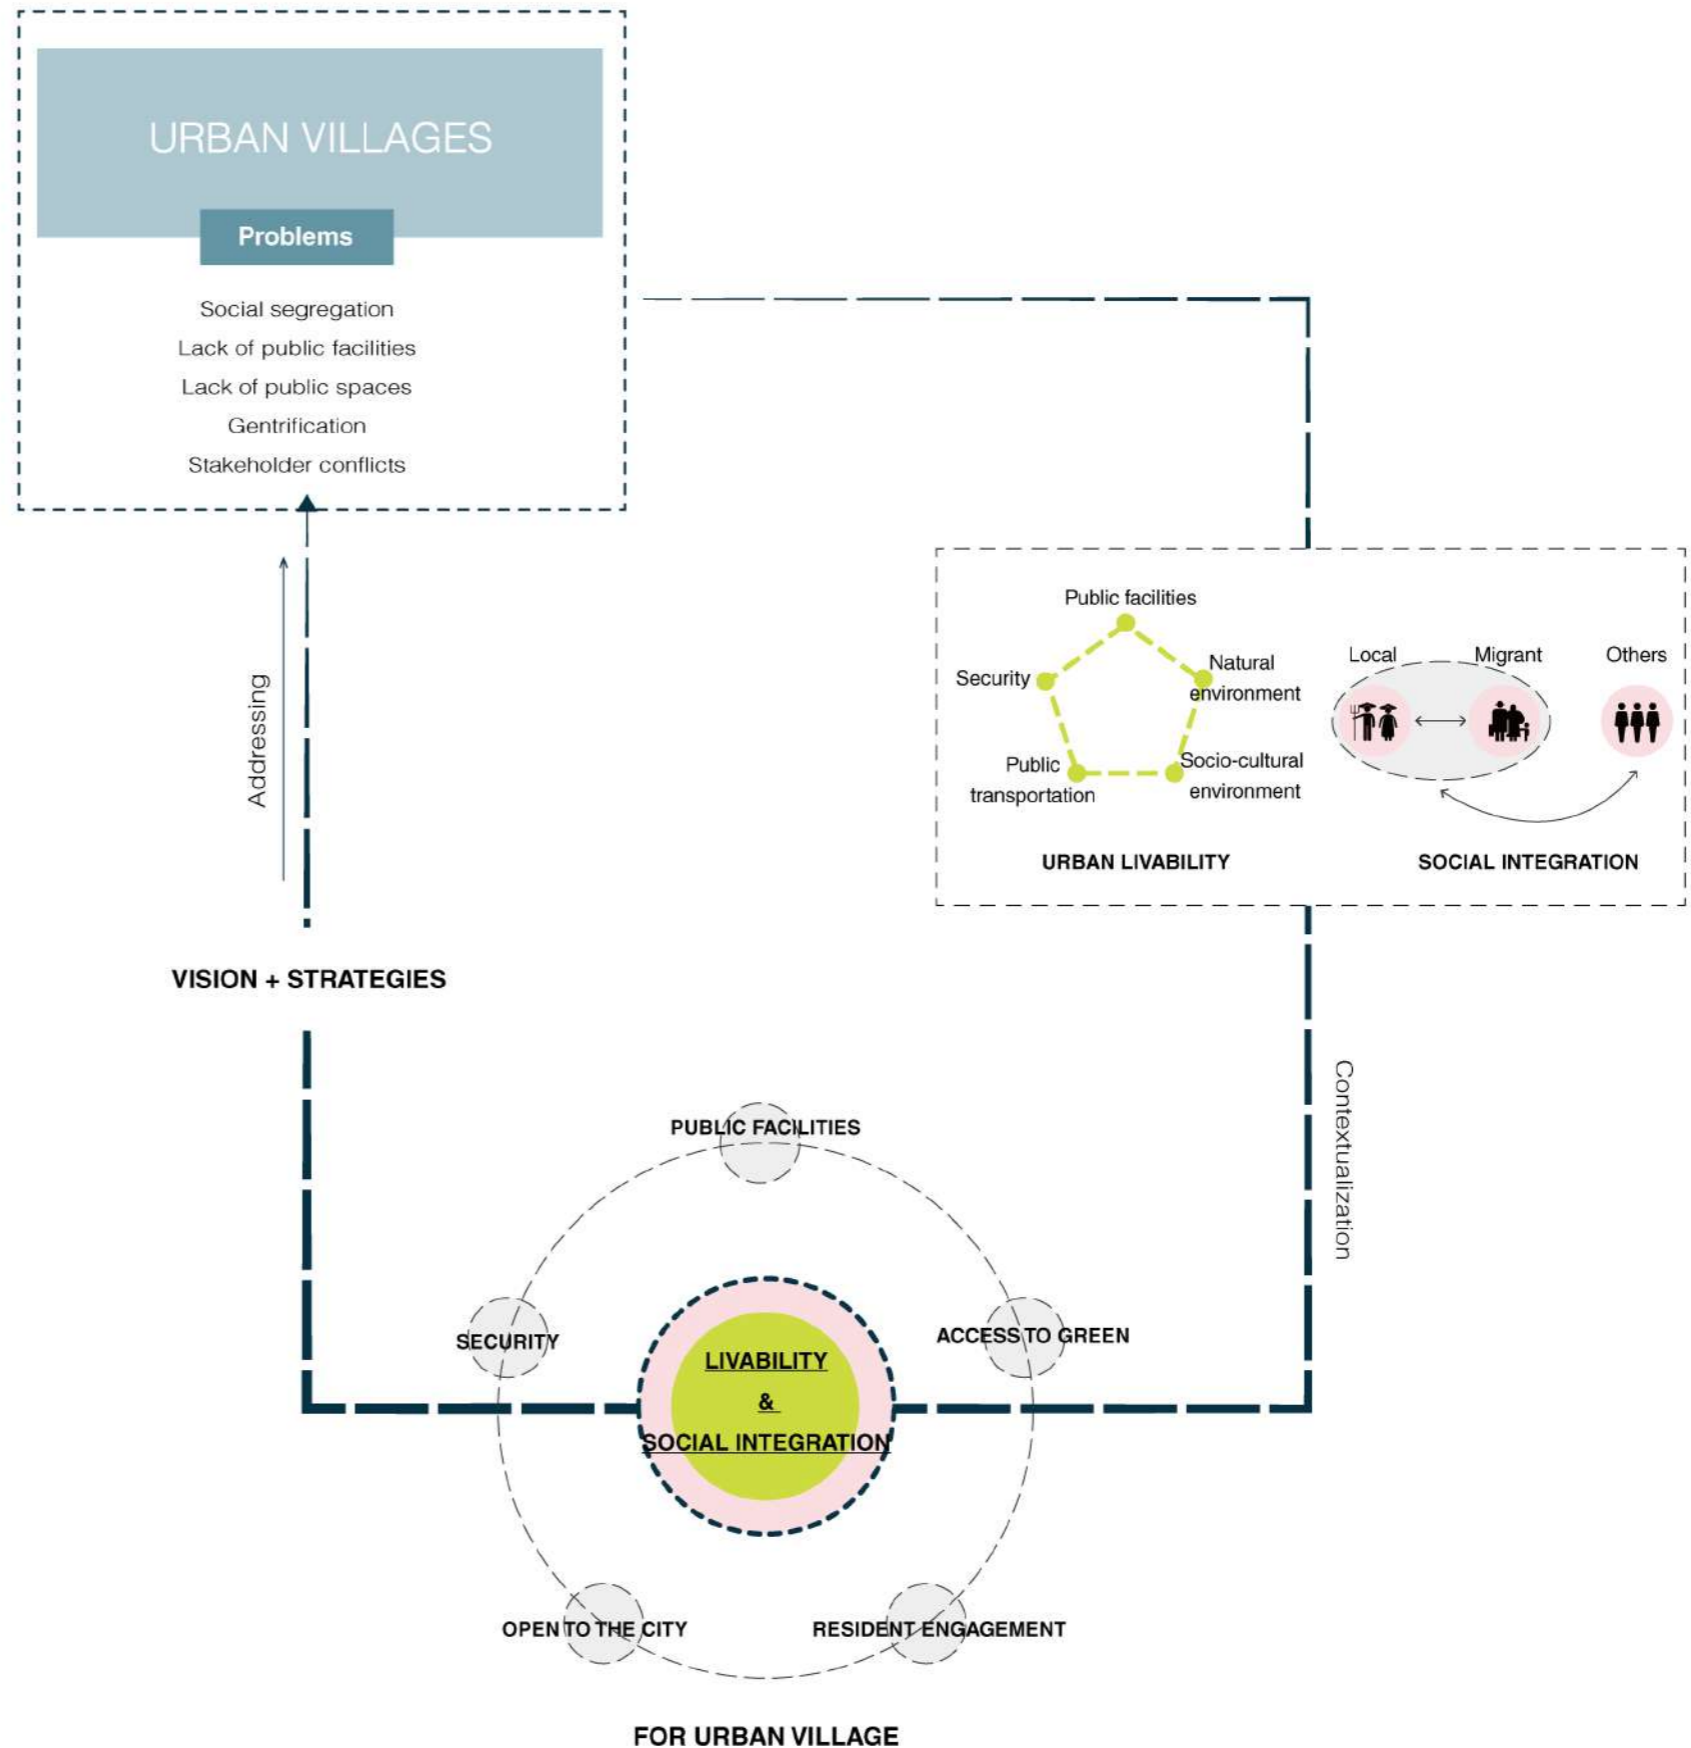 URBAN VILLAGES
Problems
Social segregation
Lack of public facilities
Lack of public spaces
Gentrification
Stakeholder conflicts
Addressing
VISION + STRATEGIES
Public facilities
Security
Natural
environment
Public
transportation
Socio-cultural
environment
URBAN LIVABILITY
Local
Migrant
Others
SOCIAL INTEGRATION
Contextualization
PUBLIC FACILITIES
SECURITY
ACCESS TO GREEN
LIVABILITY
&
SOCIAL INTEGRATION
OPEN TO THE CITY
RESIDENT ENGAGEMENT
FOR URBAN VILLAGE